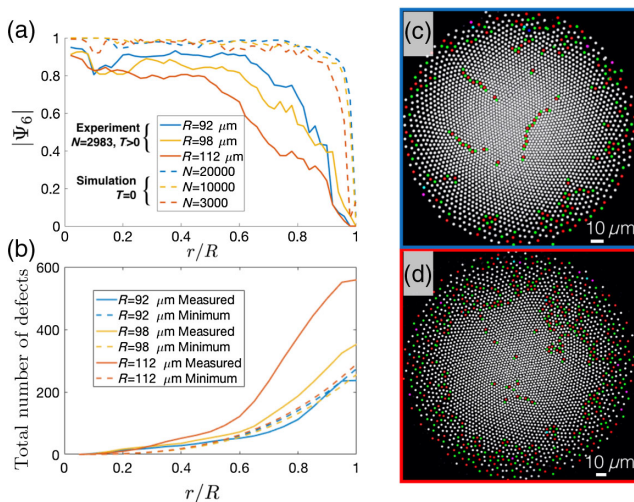 (a)
1
0.8
0.6
0.4
0.2
0
|Ψ₆|
Experiment
N=2983, T>0
R=92 μm
R=98 μm
R=112 μm
Simulation
T=0
N=20000
N=10000
N=3000
0 0.2 0.4 0.6 0.8 1
r/R
(b)
600
400
200
0
Total number of defects
R=92 μm Measured
R=92 μm Minimum
R=98 μm Measured
R=98 μm Minimum
R=112 μm Measured
R=112 μm Minimum
0 0.2 0.4 0.6 0.8 1
r/R
(c)
10 μm
(d)
10 μm